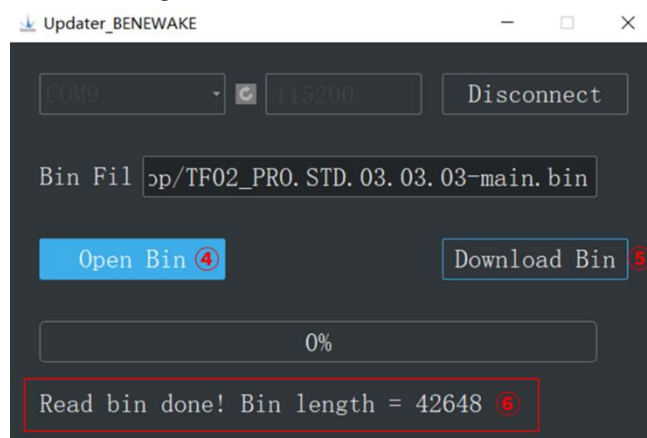 Updater_BENEWAKE
COM9 115200 Disconnect
Bin Fil op/TF02_PRO.STD.03.03.03-main.bin
Open Bin ④ Download Bin ⑤
0%
Read bin done! Bin length = 42648 ⑥